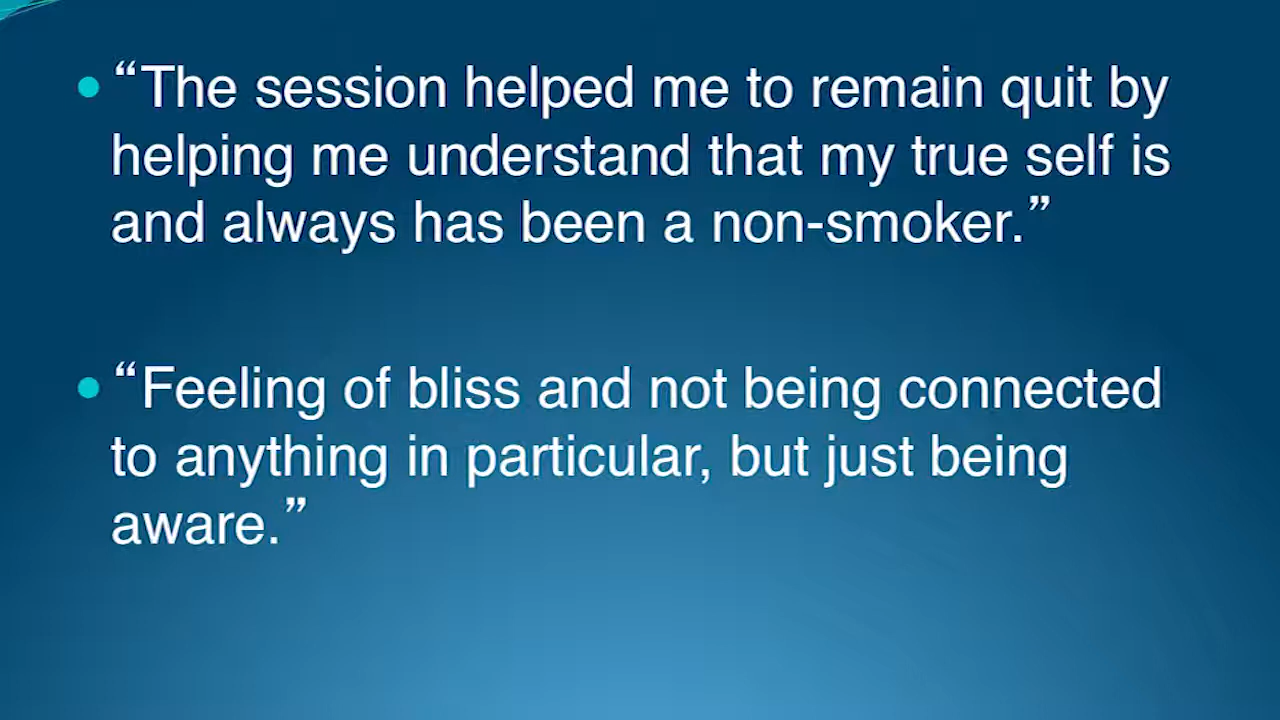 • “The session helped me to remain quit by
helping me understand that my true self is
and always has been a non-smoker.”
• “Feeling of bliss and not being connected
to anything in particular, but just being
aware.”